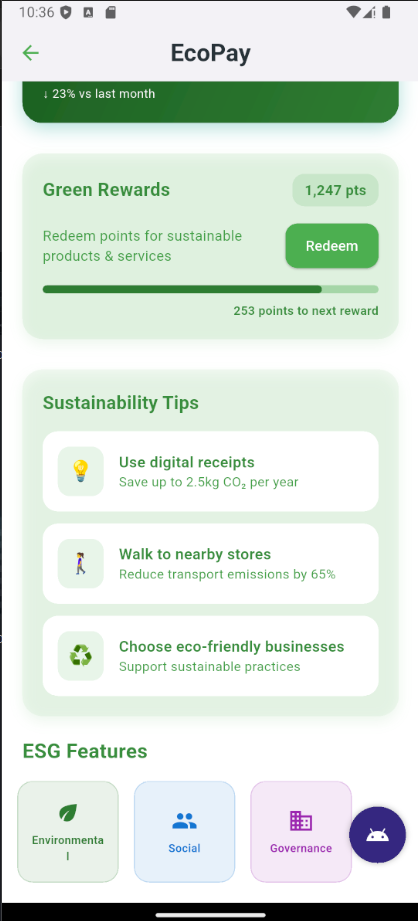 10:36
EcoPay
↓ 23% vs last month
Green Rewards
1,247 pts
Redeem points for sustainable
products & services
Redeem
253 points to next reward
Sustainability Tips
Use digital receipts
Save up to 2.5kg CO₂ per year
Walk to nearby stores
Reduce transport emissions by 65%
Choose eco-friendly businesses
Support sustainable practices
ESG Features
Environmenta
l
Social
Governance